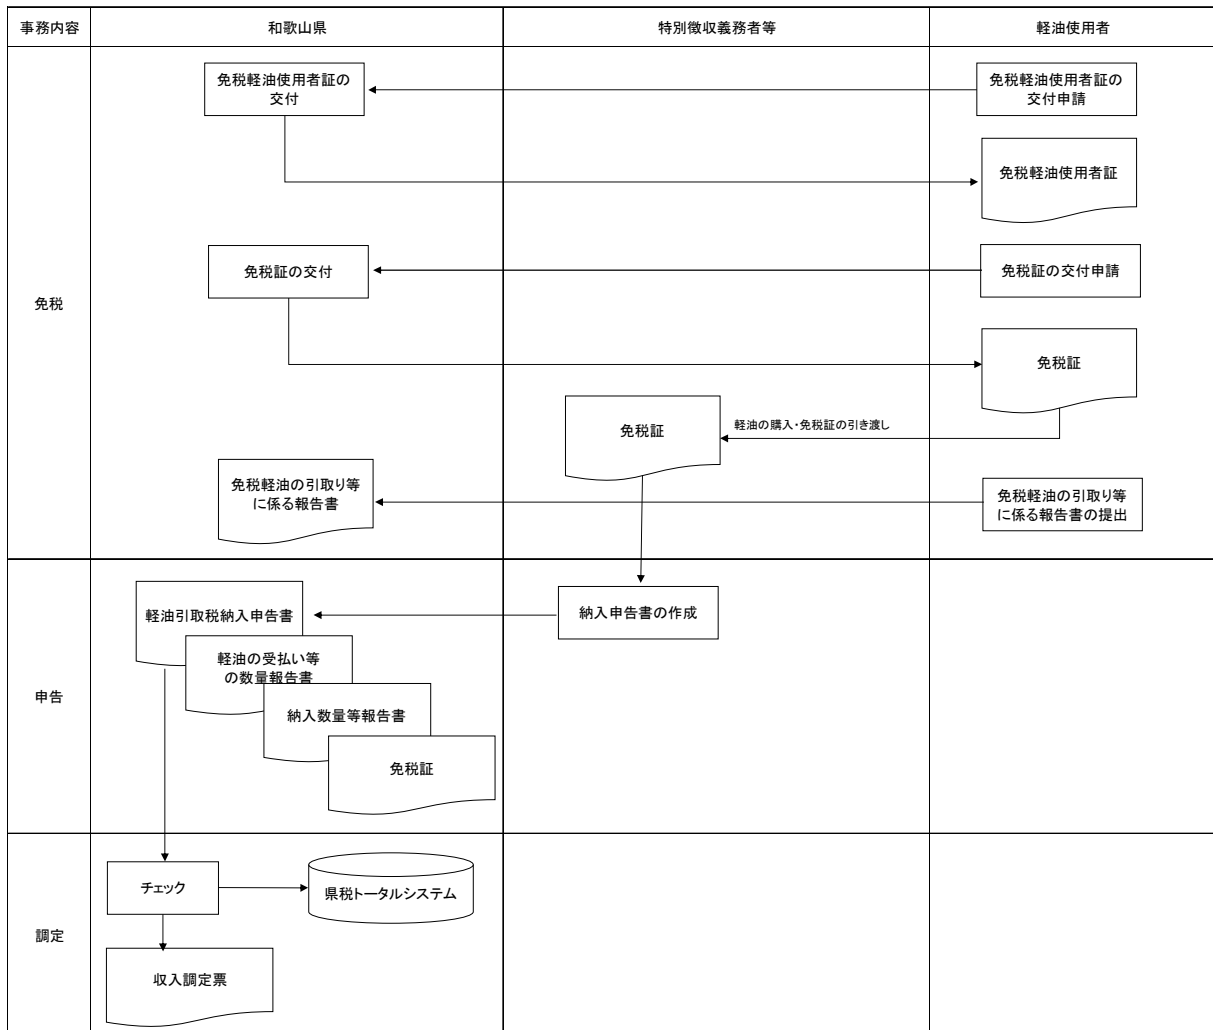 事務内容
和歌山県
特別徴収義務者等
軽油使用者
免税
免税軽油使用者証の
交付
免税軽油使用者証の
交付申請
免税軽油使用者証
免税証の交付
免税証の交付申請
免税証
免税証
軽油の購入・免税証の引き渡し
免税軽油の引取り等
に係る報告書
免税軽油の引取り等
に係る報告書の提出
申告
軽油引取税納入申告書
納入申告書の作成
軽油の受払い等
の数量報告書
納入数量等報告書
免税証
調定
チェック
県税トータルシステム
収入調定票